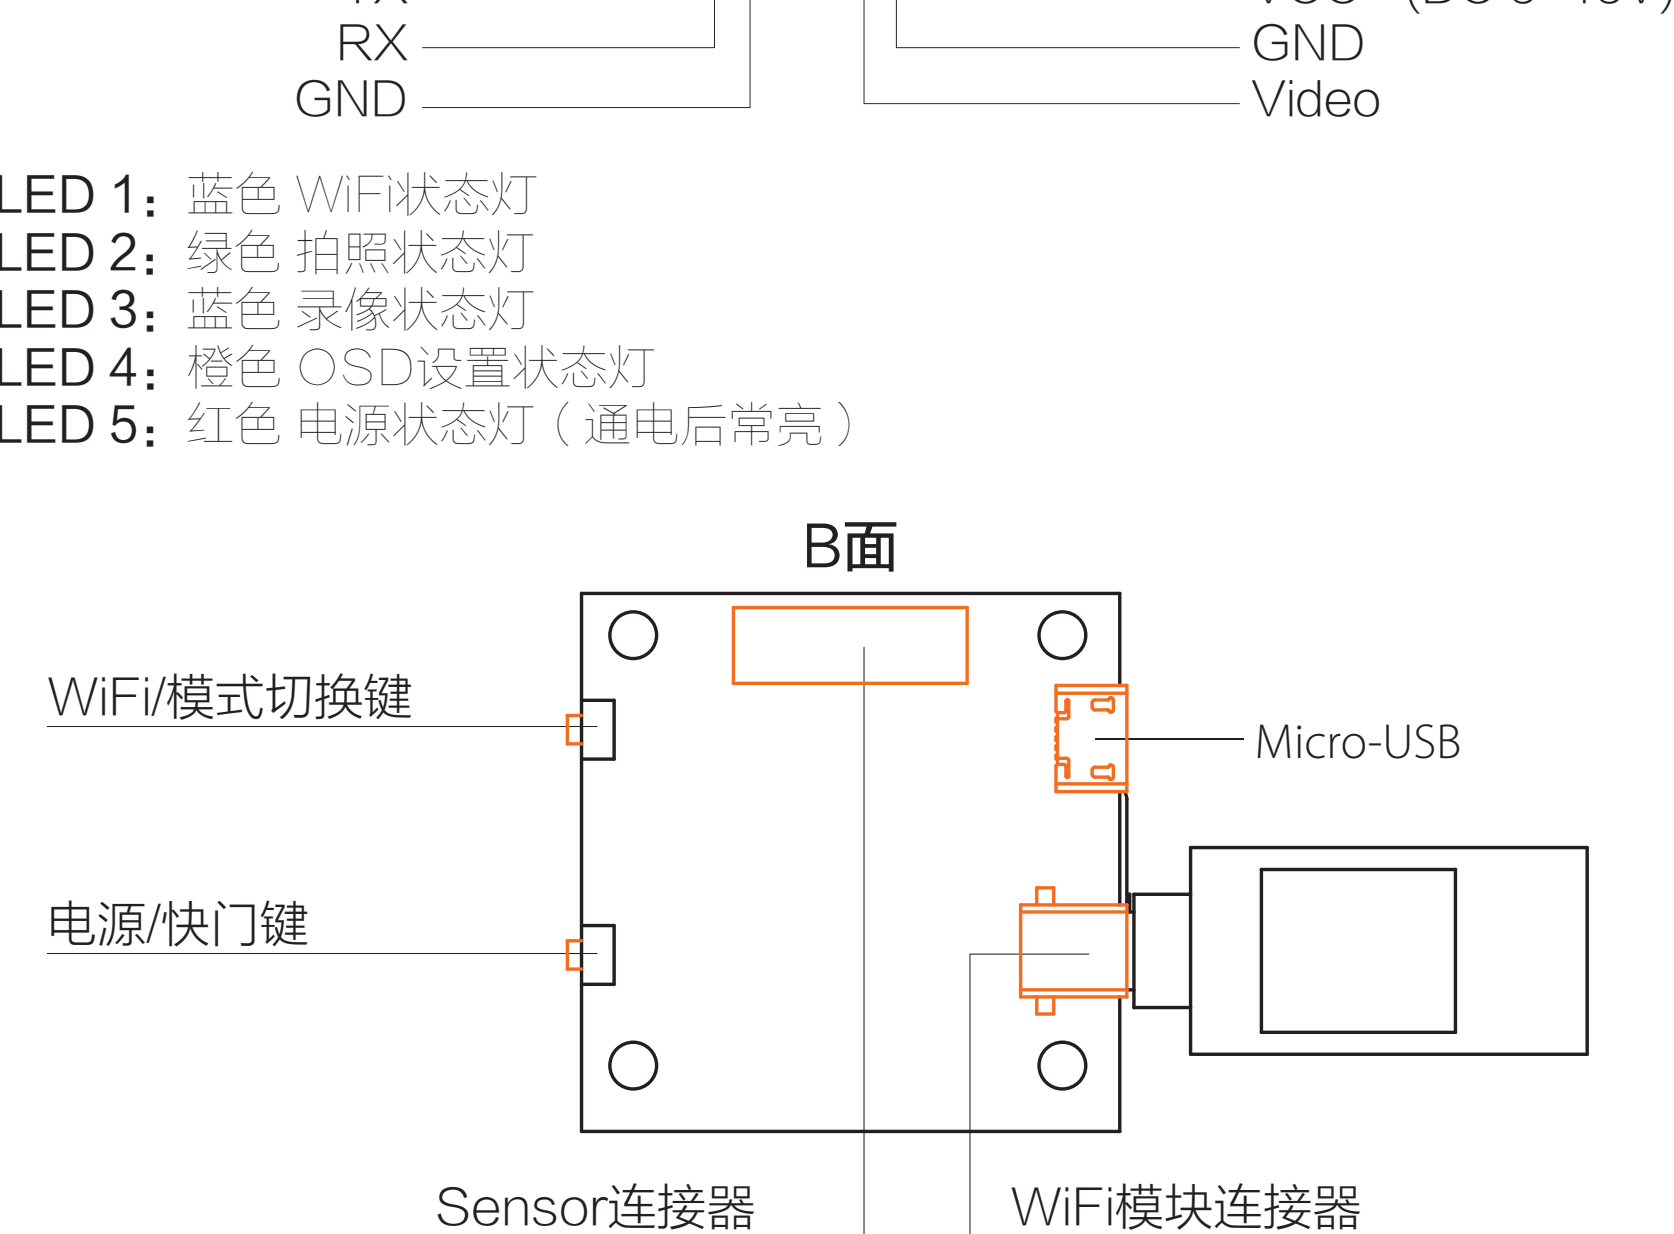 RX
GND
GND
Video
LED 1：蓝色 WiFi状态灯
LED 2：绿色 拍照状态灯
LED 3：蓝色 录像状态灯
LED 4：橙色 OSD设置状态灯
LED 5：红色 电源状态灯（通电后常亮）
B面
WiFi/模式切换键
Micro-USB
电源/快门键
Sensor连接器
WiFi模块连接器